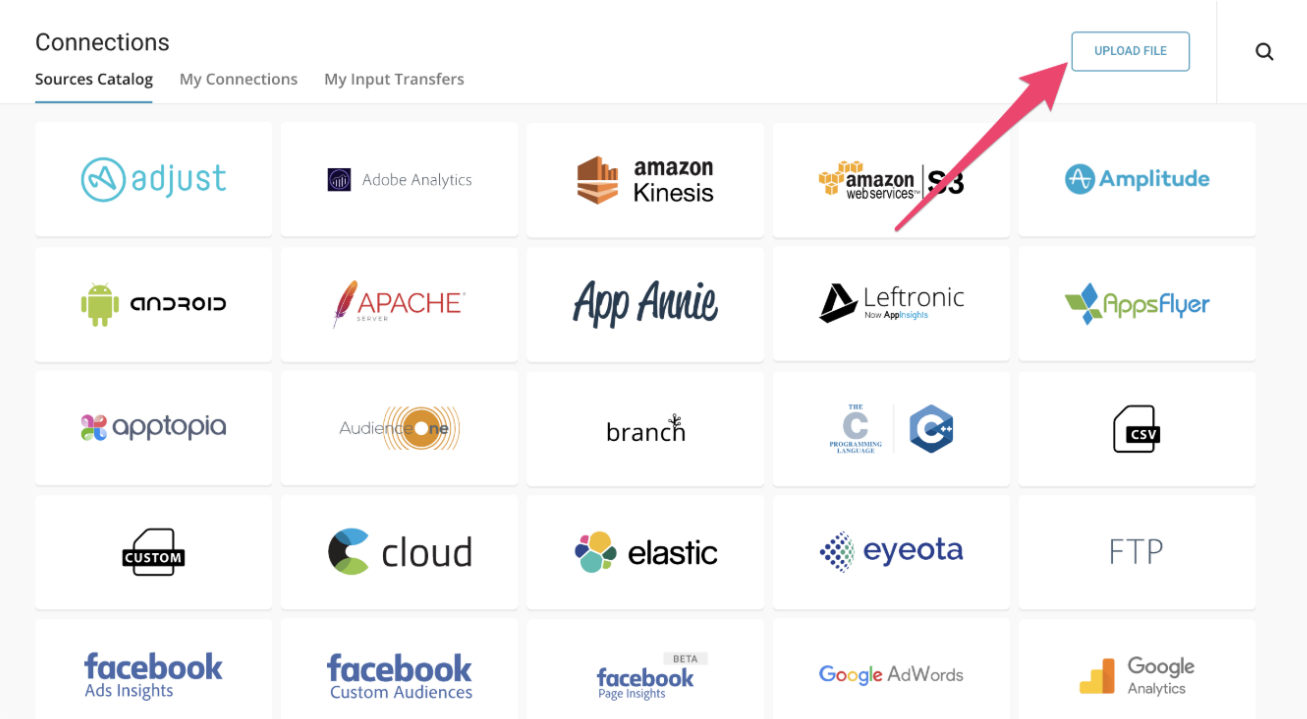 Connections
UPLOAD FILE
Sources Catalog
My Connections
My Input Transfers
adjust
Adobe Analytics
amazon
Kinesis
amazon
webservices™
S3
Amplitude
ANDROID
APACHE
SERVER
App Annie
Leftronic
Now AppInsights
AppsFlyer
apptopia
AudienceOne
branch
THE
C
PROGRAMMING
LANGUAGE
C++
CSV
CUSTOM
cloud
elastic
eyeota
FTP
facebook
Ads Insights
facebook
Custom Audiences
BETA
facebook
Page Insights
Google AdWords
Google
Analytics